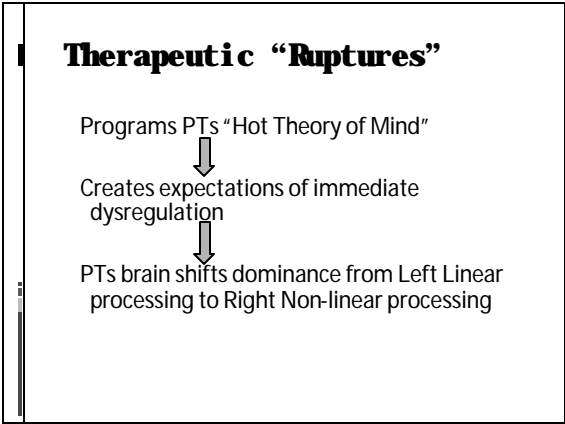 Therapeutic “Ruptures”
Programs PTs “Hot Theory of Mind”
Creates expectations of immediate
dysregulation
PTs brain shifts dominance from Left Linear
processing to Right Non-linear processing